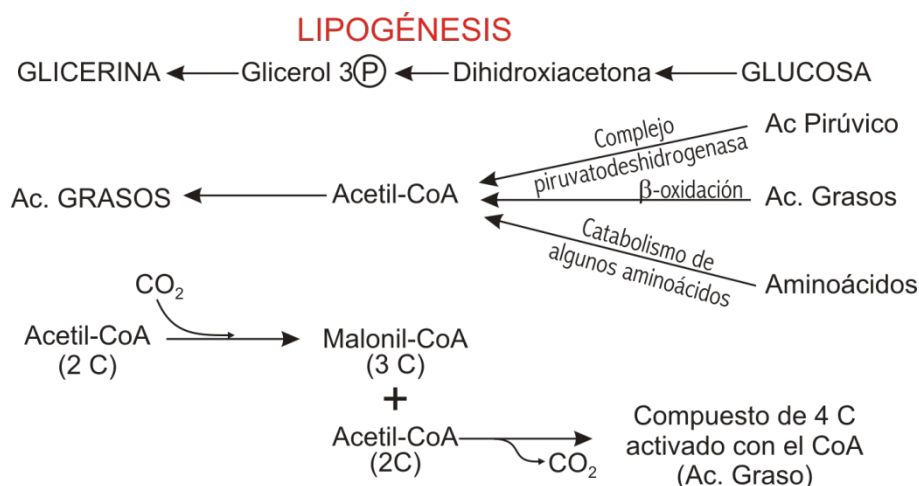 LIPOGÉNESIS
GLICERINA Glicerol 3 P Dihidroxiacetona GLUCOSA
Complejo
piruvatodeshidrogenasa
Ac Pirúvico
Ac. GRASOS Acetil-CoA β-oxidación Ac. Grasos
Catabolismo de
algunos aminoácidos
Aminoácidos
CO₂
Acetil-CoA
(2 C)
Malonil-CoA
(3 C)
+
Acetil-CoA
(2C)
CO₂
Compuesto de 4 C
activado con el CoA
(Ac. Graso)